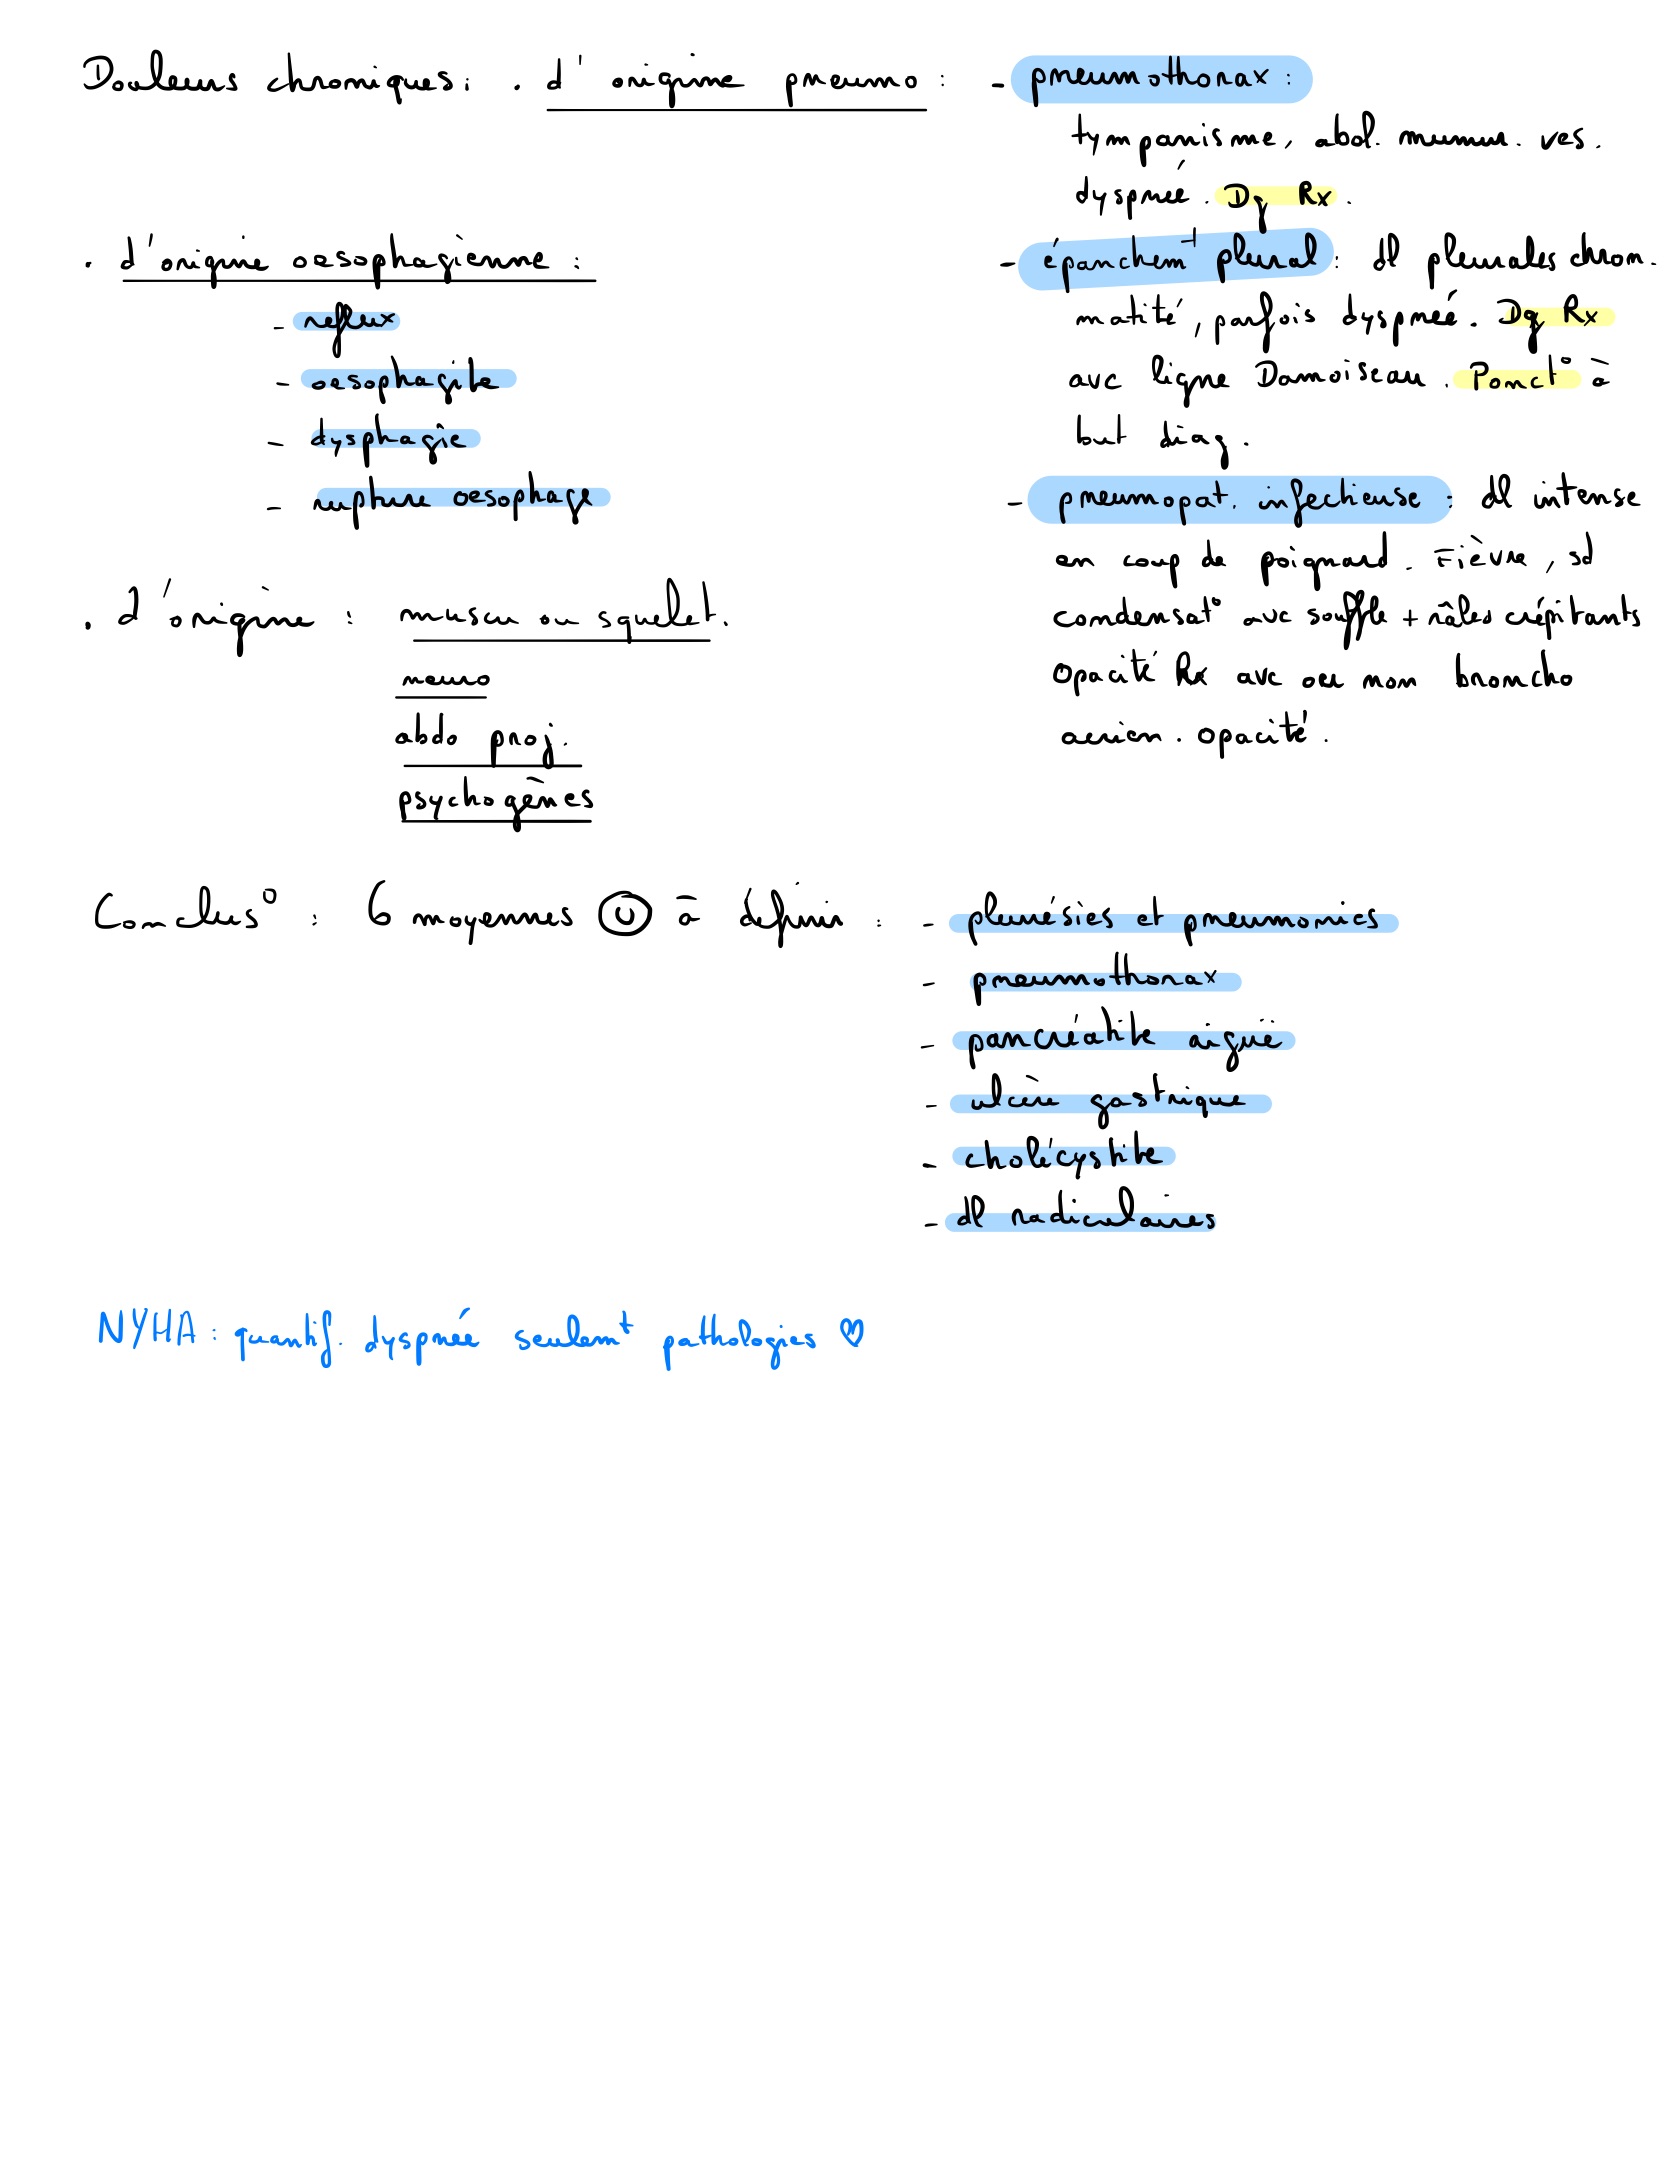 Douleurs chroniques : . d'origine pneumo : - pneumothorax :
tympanisme, abol. murmur. ves.
dyspnée. Dg Rx.
- épanchem^t pleural : dl pleurales chron.
matité, parfois dyspnée. Dg Rx
avc ligne Damoiseau. Ponct° à
but diag.
- pneumopat. infectieuse : dl intense
en coup de poignard. Fièvre, sd
condensat° avc souffle + râles crépitants
Opacité Rx avc ou non broncho
aerien. opacité.
. d'origine oesophagienne :
- reflux
- oesophagite
- dysphagie
- rupture oesophage
. d'origine : muscu ou squelet.
neuro
abdo proj.
psychogènes
Conclus° : 6 moyennes Ⓤ à définir : - pleurésies et pneumonies
- pneumothorax
- pancréatite aigüe
- ulcère gastrique
- cholécystite
- dl radiculaires
NYHA : quantif. dyspnée seulem^t pathologies ♡